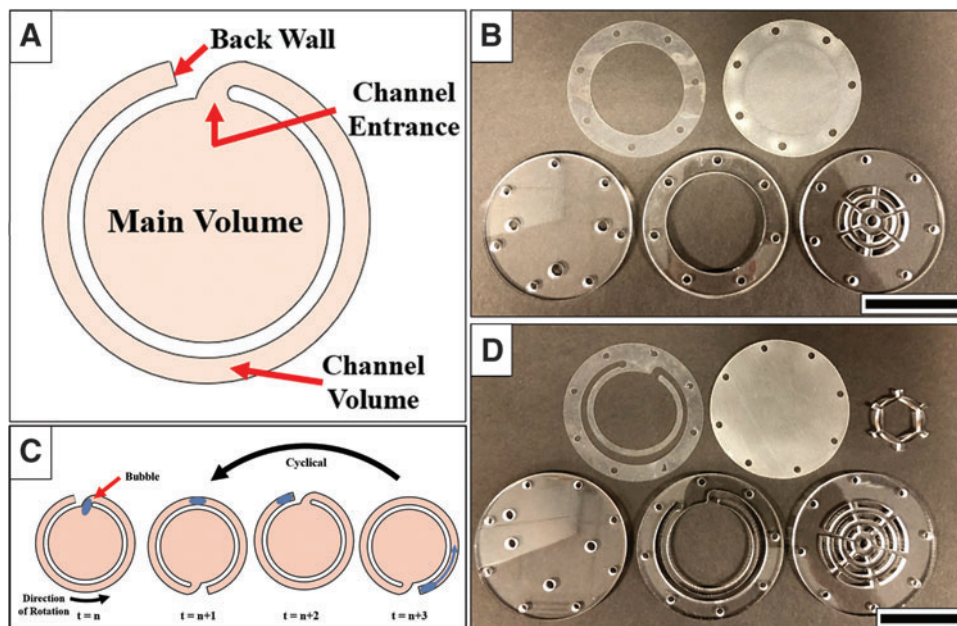 A
Back Wall
Channel
Entrance
Main Volume
Channel
Volume
B
C
Cyclical
Bubble
Direction
of Rotation
t = n
t = n+1
t = n+2
t = n+3
D